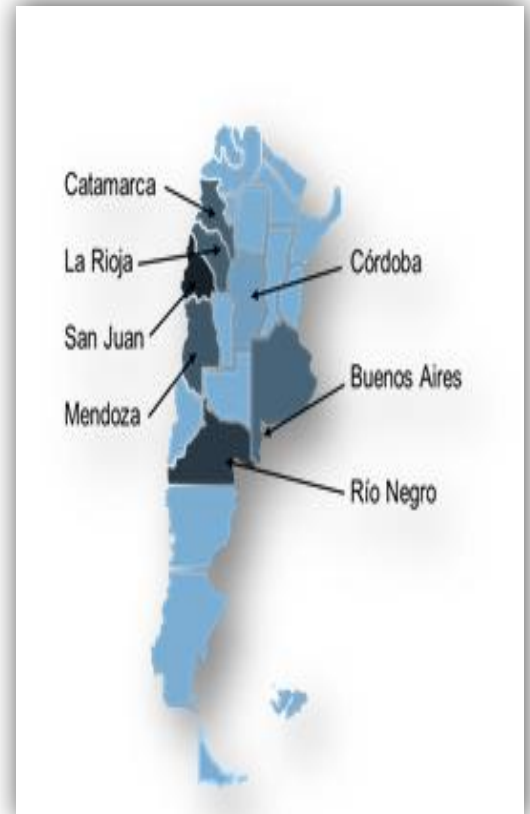 Catamarca
La Rioja
San Juan
Mendoza
Córdoba
Buenos Aires
Río Negro